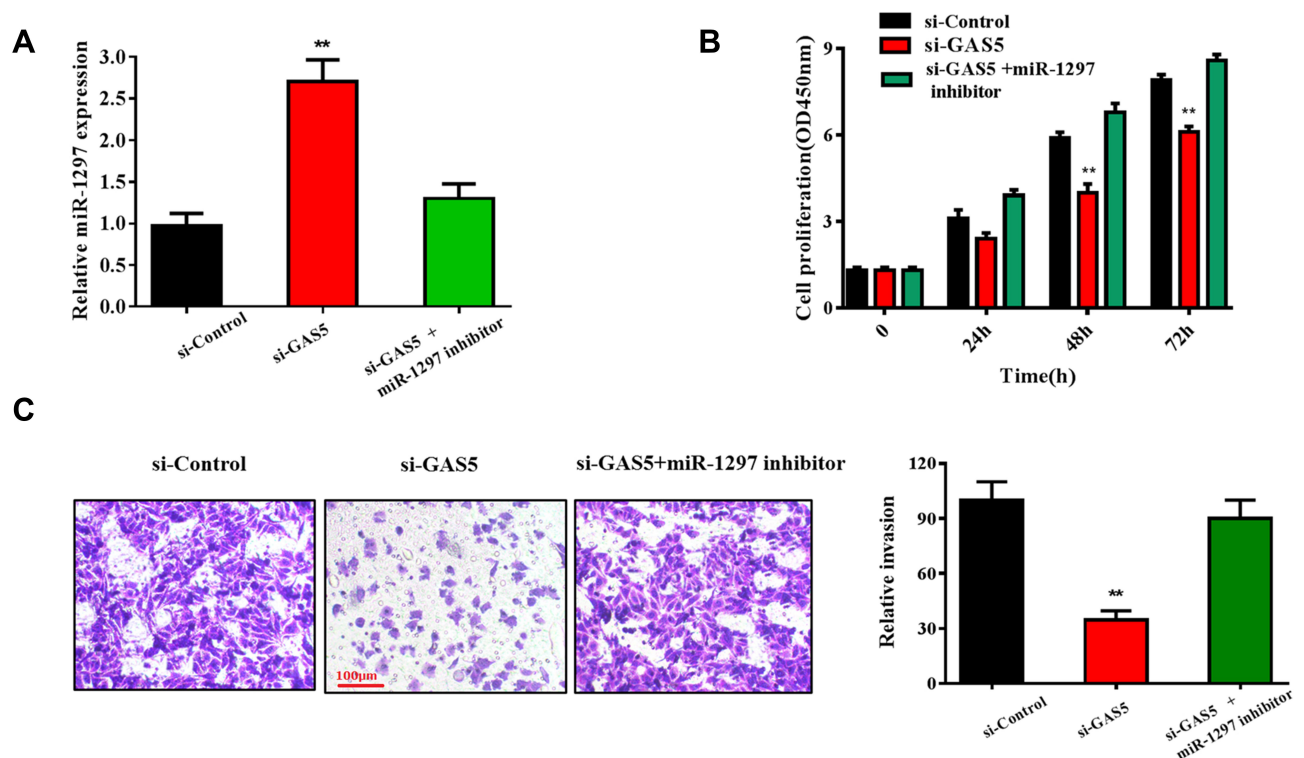 A
Relative miR-1297 expression
3.0
2.5
2.0
1.5
1.0
0.5
0.0
**
si-Control
si-GAS5
si-GAS5 +
miR-1297 inhibitor
B
si-Control
si-GAS5
si-GAS5 +miR-1297
inhibitor
Cell proliferation(OD450nm)
9
6
3
0
**
**
0
24h
48h
72h
Time(h)
C
si-Control
si-GAS5
si-GAS5+miR-1297 inhibitor
100μm
Relative invasion
120
90
60
30
0
**
si-Control
si-GAS5
si-GAS5 +
miR-1297 inhibitor